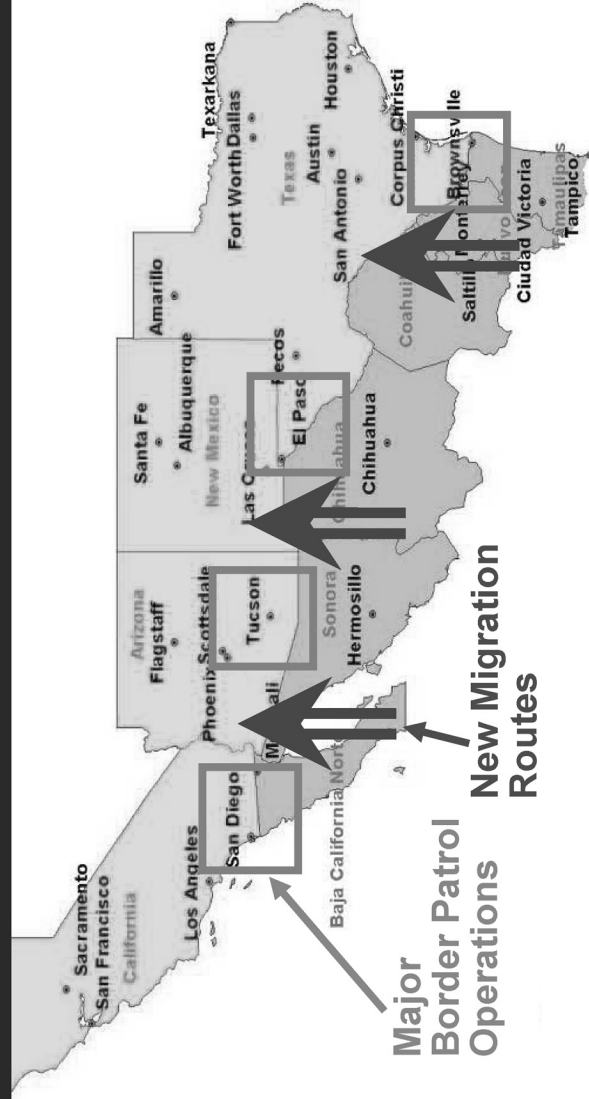 Sacramento
San Francisco
California
Los Angeles
San Diego
Baja California Norte
Arizona
Flagstaff
Phoenix
Scottsdale
Tucson
Sonora
Hermosillo
Santa Fe
Albuquerque
New Mexico
Las Cruces
El Paso
Chihuahua
Chihuahua
Amarillo
Pecos
Texarkana
Fort Worth
Dallas
Texas
Austin
Houston
San Antonio
Corpus Christi
Brownsville
Coahuila
Saltillo
Monterrey
Ciudad Victoria
Tamaulipas
Tampico
Major
Border Patrol
Operations
New Migration
Routes